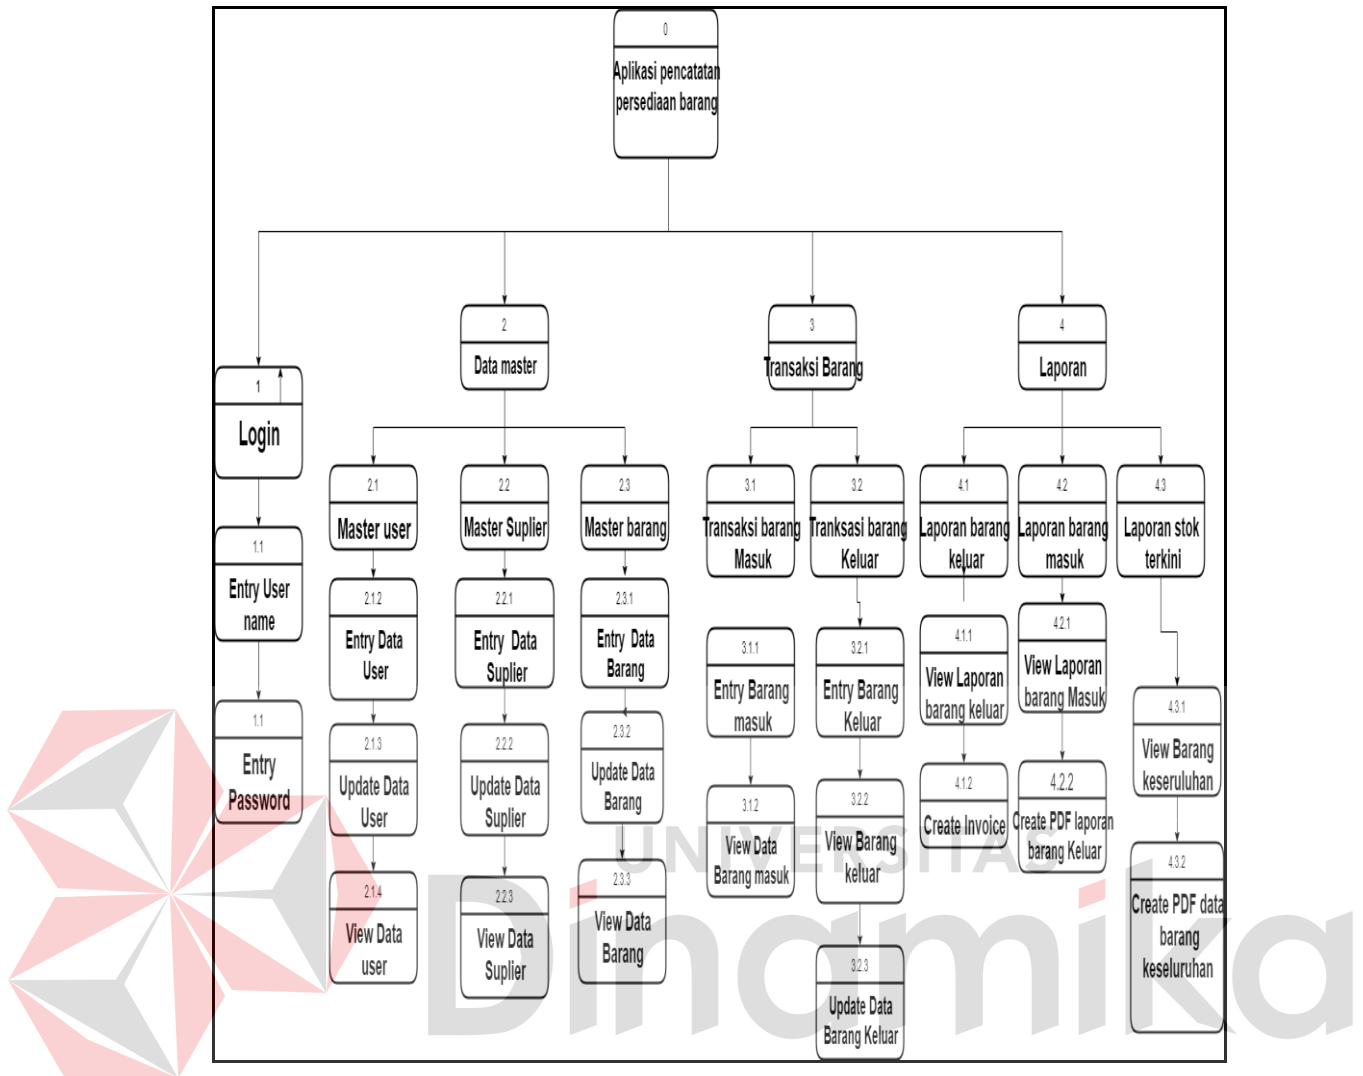 0
Aplikasi pencatatan
persediaan barang
2
Data master
3
Transaksi Barang
4
Laporan
1
Login
2.1
Master user
2.2
Master Suplier
2.3
Master barang
3.1
Transaksi barang
Masuk
3.2
Tranksasi barang
Keluar
4.1
Laporan barang
keluar
4.2
Laporan barang
masuk
4.3
Laporan stok
terkini
1.1
Entry User
name
2.1.2
Entry Data
User
2.2.1
Entry Data
Suplier
2.3.1
Entry Data
Barang
3.1.1
Entry Barang
masuk
3.2.1
Entry Barang
Keluar
4.1.1
View Laporan
barang keluar
4.2.1
View Laporan
barang Masuk
4.3.1
View Barang
keseruluhan
1.1
Entry
Password
2.1.3
Update Data
User
2.2.2
Update Data
Suplier
2.3.2
Update Data
Barang
3.1.2
View Data
Barang masuk
3.2.2
View Barang
keluar
4.1.2
Create Invoice
4.2.2
Create PDF laporan
barang Keluar
4.3.2
Create PDF data
barang
keseluruhan
2.1.4
View Data
user
2.2.3
View Data
Suplier
2.3.3
View Data
Barang
3.2.3
Update Data
Barang Keluar
UNIVERSITAS
Dinamika